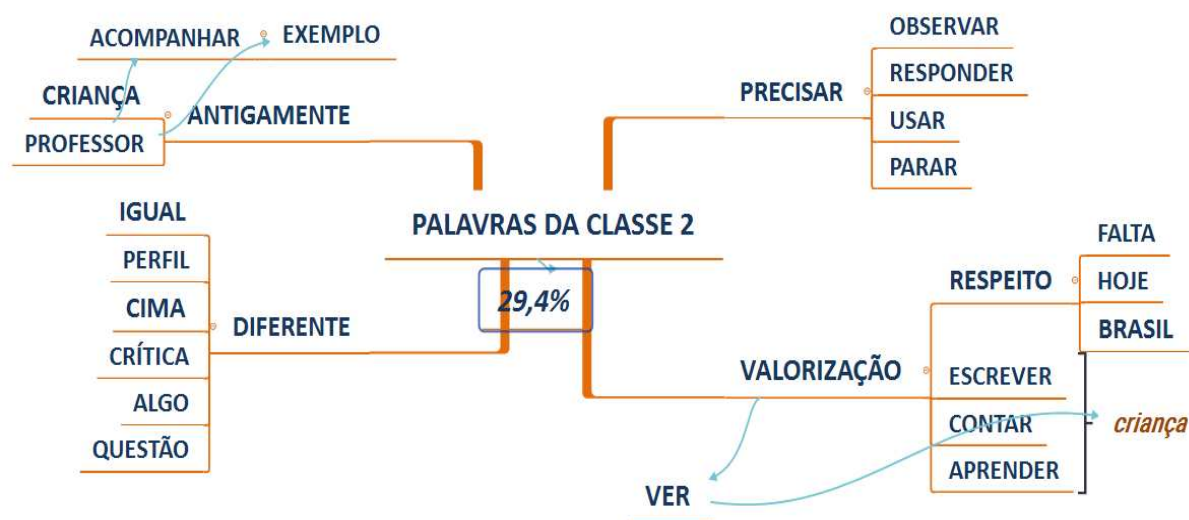 ACOMPANHAR
EXEMPLO
CRIANÇA
ANTIGAMENTE
PROFESSOR
OBSERVAR
RESPONDER
PRECISAR
USAR
PARAR
PALAVRAS DA CLASSE 2
29,4%
IGUAL
PERFIL
CIMA
DIFERENTE
CRÍTICA
ALGO
QUESTÃO
FALTA
RESPEITO
HOJE
BRASIL
VALORIZAÇÃO
ESCREVER
CONTAR
APRENDER
criança
VER